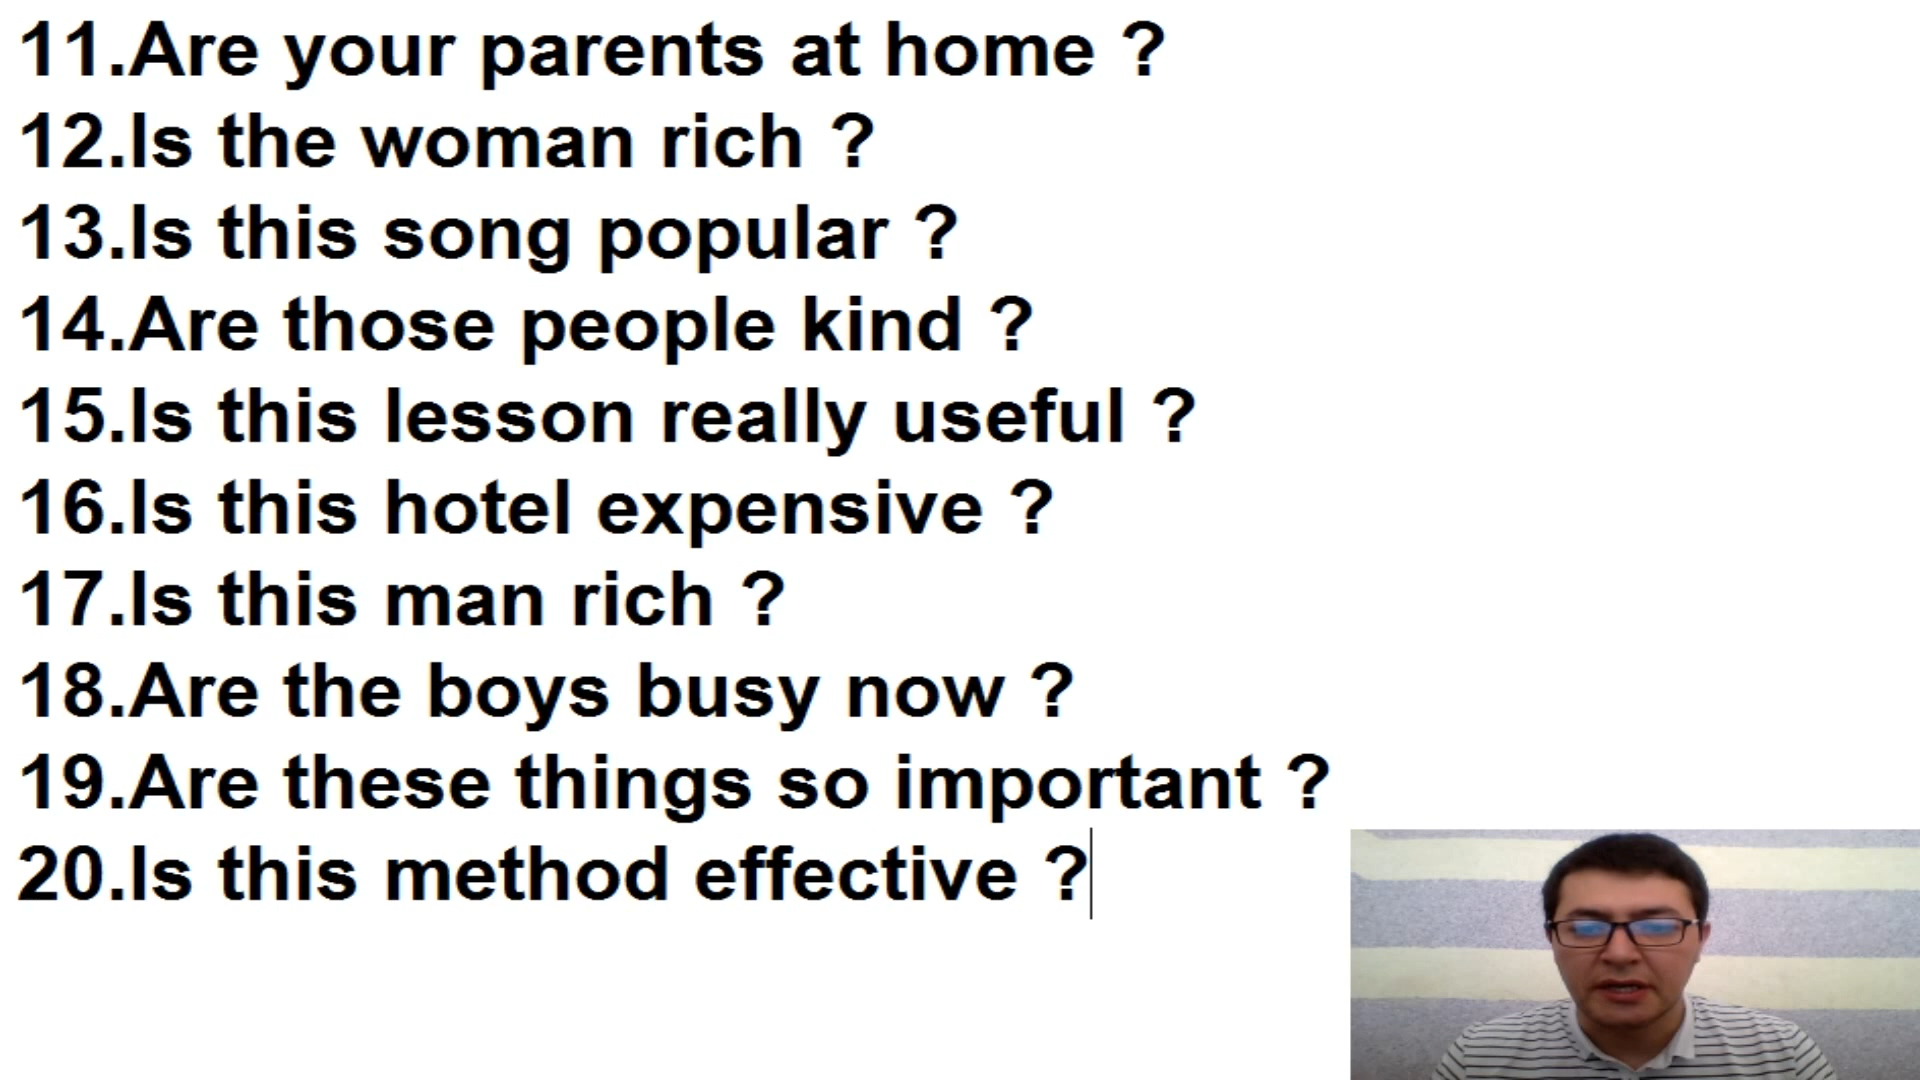 11.Are your parents at home ?
12.Is the woman rich ?
13.Is this song popular ?
14.Are those people kind ?
15.Is this lesson really useful ?
16.Is this hotel expensive ?
17.Is this man rich ?
18.Are the boys busy now ?
19.Are these things so important ?
20.Is this method effective ?